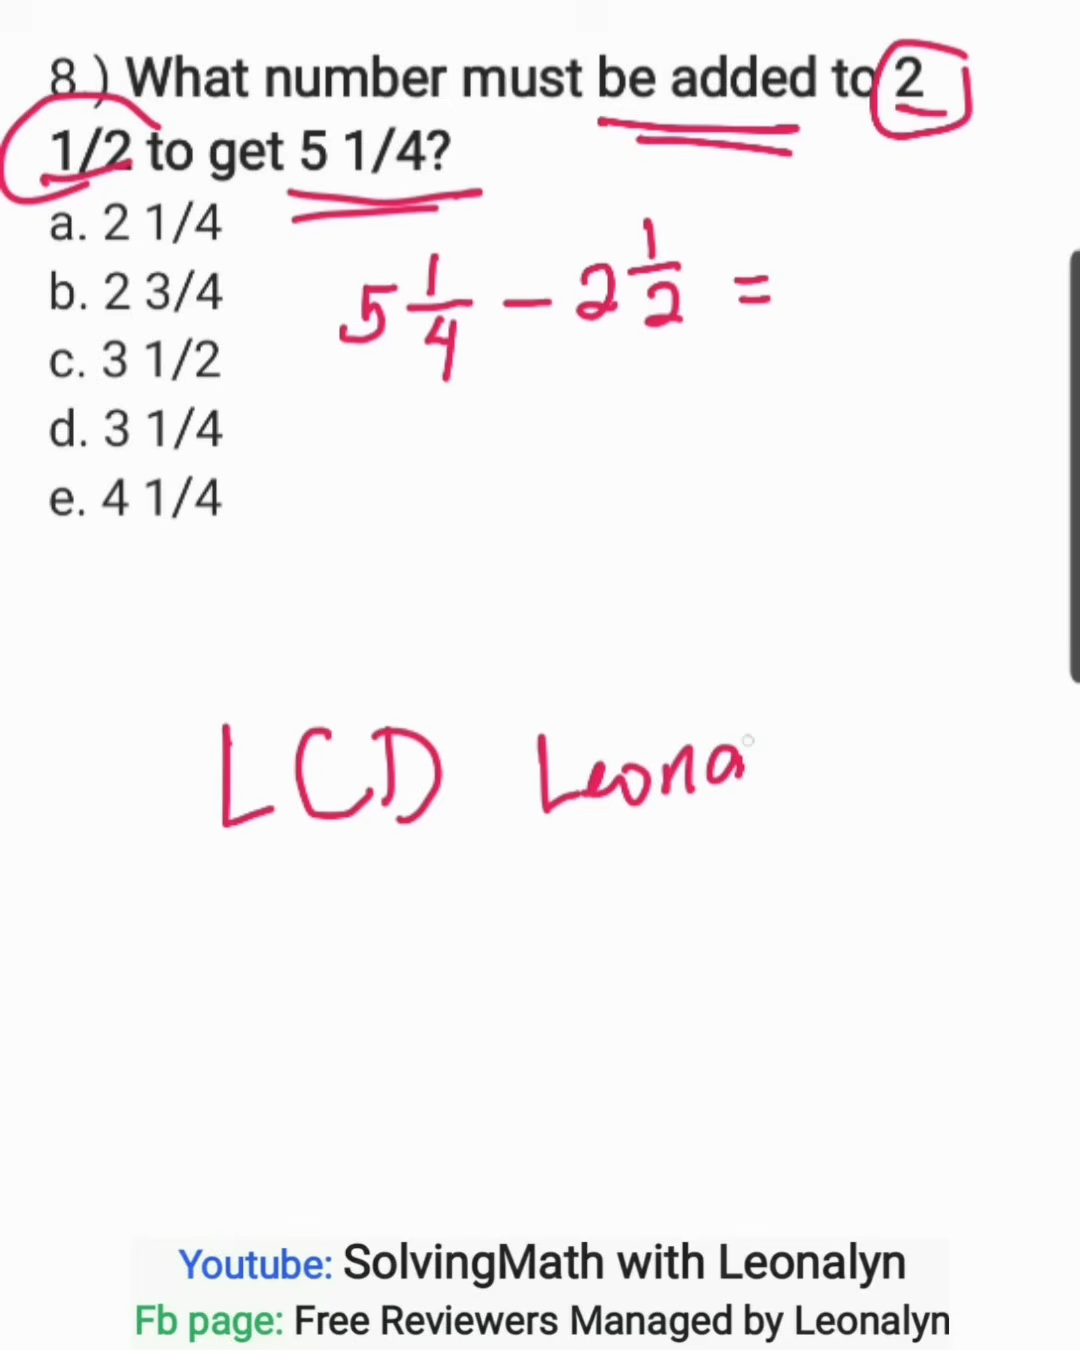 8.) What number must be added to 2
1/2 to get 5 1/4?
a. 2 1/4
b. 2 3/4
c. 3 1/2
d. 3 1/4
e. 4 1/4
5 1/4 - 2 1/2 =
LCD Leona
Youtube: SolvingMath with Leonalyn
Fb page: Free Reviewers Managed by Leonalyn